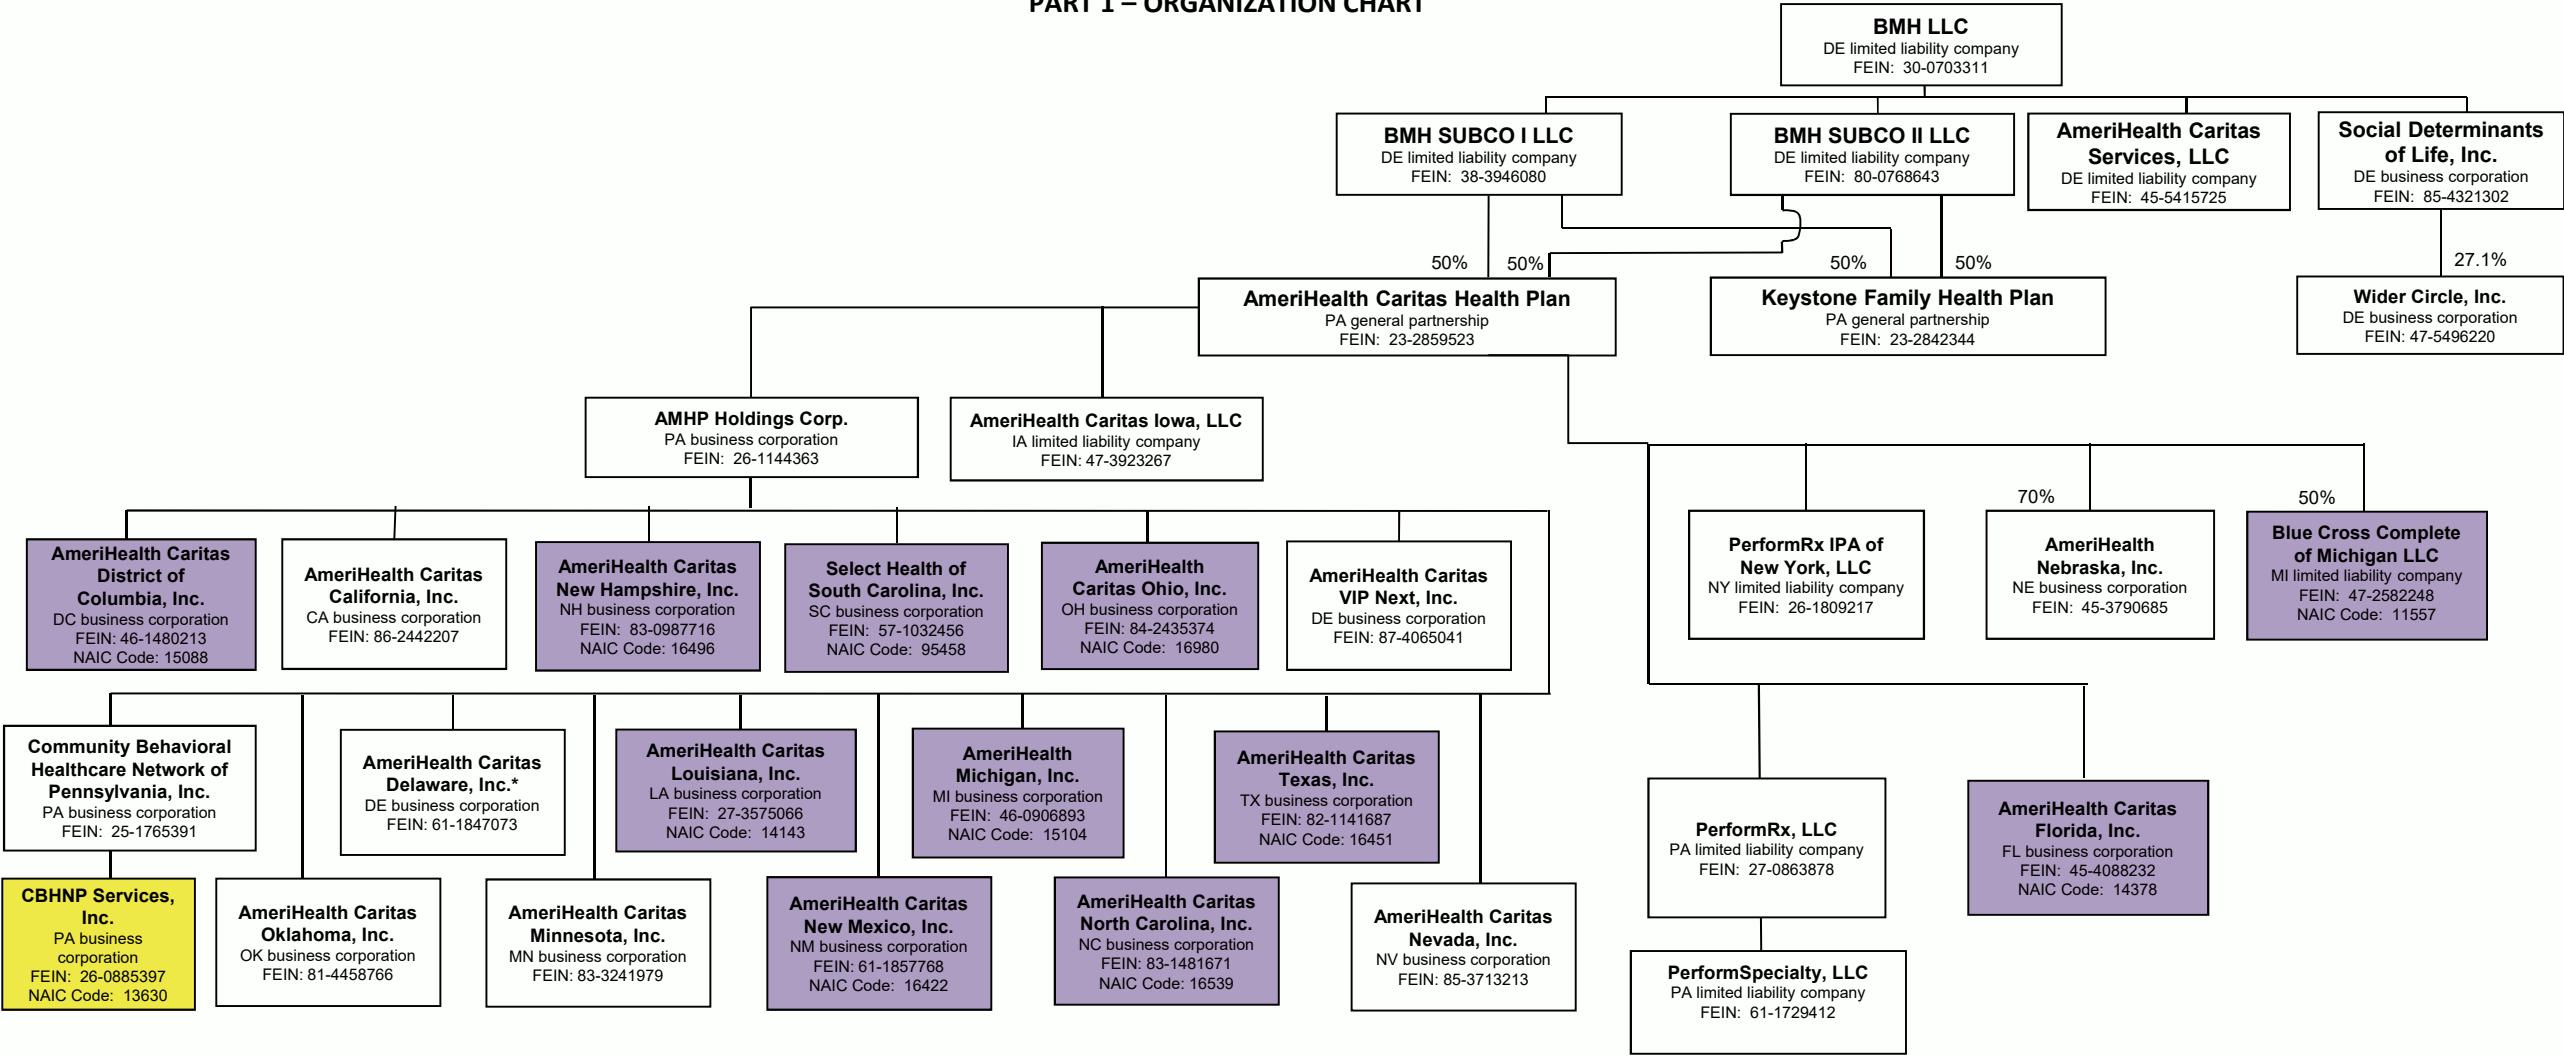 PART 1 – ORGANIZATION CHART
BMH LLC
DE limited liability company
FEIN: 30-0703311
BMH SUBCO I LLC
DE limited liability company
FEIN: 38-3946080
BMH SUBCO II LLC
DE limited liability company
FEIN: 80-0768643
AmeriHealth Caritas
Services, LLC
DE limited liability company
FEIN: 45-5415725
Social Determinants
of Life, Inc.
DE business corporation
FEIN: 85-4321302
50%
50%
50%
50%
27.1%
AmeriHealth Caritas Health Plan
PA general partnership
FEIN: 23-2859523
Keystone Family Health Plan
PA general partnership
FEIN: 23-2842344
Wider Circle, Inc.
DE business corporation
FEIN: 47-5496220
AMHP Holdings Corp.
PA business corporation
FEIN: 26-1144363
AmeriHealth Caritas Iowa, LLC
IA limited liability company
FEIN: 47-3923267
70%
50%
AmeriHealth Caritas
District of
Columbia, Inc.
DC business corporation
FEIN: 46-1480213
NAIC Code: 15088
AmeriHealth Caritas
California, Inc.
CA business corporation
FEIN: 86-2442207
AmeriHealth Caritas
New Hampshire, Inc.
NH business corporation
FEIN: 83-0987716
NAIC Code: 16496
Select Health of
South Carolina, Inc.
SC business corporation
FEIN: 57-1032456
NAIC Code: 95458
AmeriHealth
Caritas Ohio, Inc.
OH business corporation
FEIN: 84-2435374
NAIC Code: 16980
AmeriHealth Caritas
VIP Next, Inc.
DE business corporation
FEIN: 87-4065041
PerformRx IPA of
New York, LLC
NY limited liability company
FEIN: 26-1809217
AmeriHealth
Nebraska, Inc.
NE business corporation
FEIN: 45-3790685
Blue Cross Complete
of Michigan LLC
MI limited liability company
FEIN: 47-2582248
NAIC Code: 11557
Community Behavioral
Healthcare Network of
Pennsylvania, Inc.
PA business corporation
FEIN: 25-1765391
AmeriHealth Caritas
Delaware, Inc.*
DE business corporation
FEIN: 61-1847073
AmeriHealth Caritas
Louisiana, Inc.
LA business corporation
FEIN: 27-3575066
NAIC Code: 14143
AmeriHealth
Michigan, Inc.
MI business corporation
FEIN: 46-0906893
NAIC Code: 15104
AmeriHealth Caritas
Texas, Inc.
TX business corporation
FEIN: 82-1141687
NAIC Code: 16451
PerformRx, LLC
PA limited liability company
FEIN: 27-0863878
AmeriHealth Caritas
Florida, Inc.
FL business corporation
FEIN: 45-4088232
NAIC Code: 14378
CBHNP Services,
Inc.
PA business
corporation
FEIN: 26-0885397
NAIC Code: 13630
AmeriHealth Caritas
Oklahoma, Inc.
OK business corporation
FEIN: 81-4458766
AmeriHealth Caritas
Minnesota, Inc.
MN business corporation
FEIN: 83-3241979
AmeriHealth Caritas
New Mexico, Inc.
NM business corporation
FEIN: 61-1857768
NAIC Code: 16422
AmeriHealth Caritas
North Carolina, Inc.
NC business corporation
FEIN: 83-1481671
NAIC Code: 16539
AmeriHealth Caritas
Nevada, Inc.
NV business corporation
FEIN: 85-3713213
PerformSpecialty, LLC
PA limited liability company
FEIN: 61-1729412